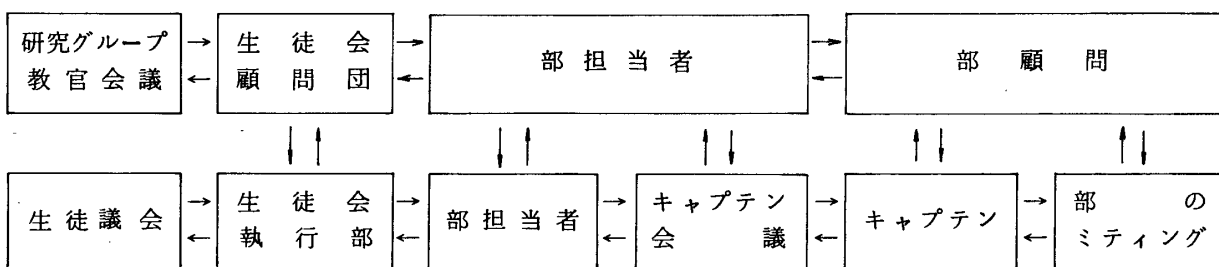 研究グループ
教官会議
生徒会
顧問団
部担当者
部顧問
生徒議会
生徒会
執行部
部担当者
キャプテン
会議
キャプテン
部の
ミティング